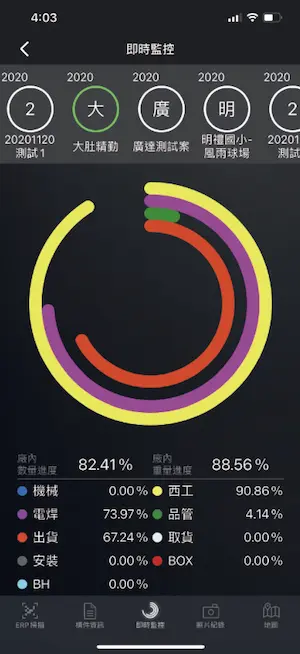 4:03
即時監控
2020 2020 2020 2020 2020
2 大 廣 明 2
20201120
測試1
大肚精勤
廣達測試案
明禮國小-
風雨球場
20201
測試
廠內
數量進度
82.41%
廠內
重量進度
88.56%
機械 0.00% 西工 90.86%
電焊 73.97% 品管 4.14%
出貨 67.24% 取貨 0.00%
安裝 0.00% BOX 0.00%
BH 0.00%
ERP掃描 構件資訊 即時監控 照片紀錄 地圖